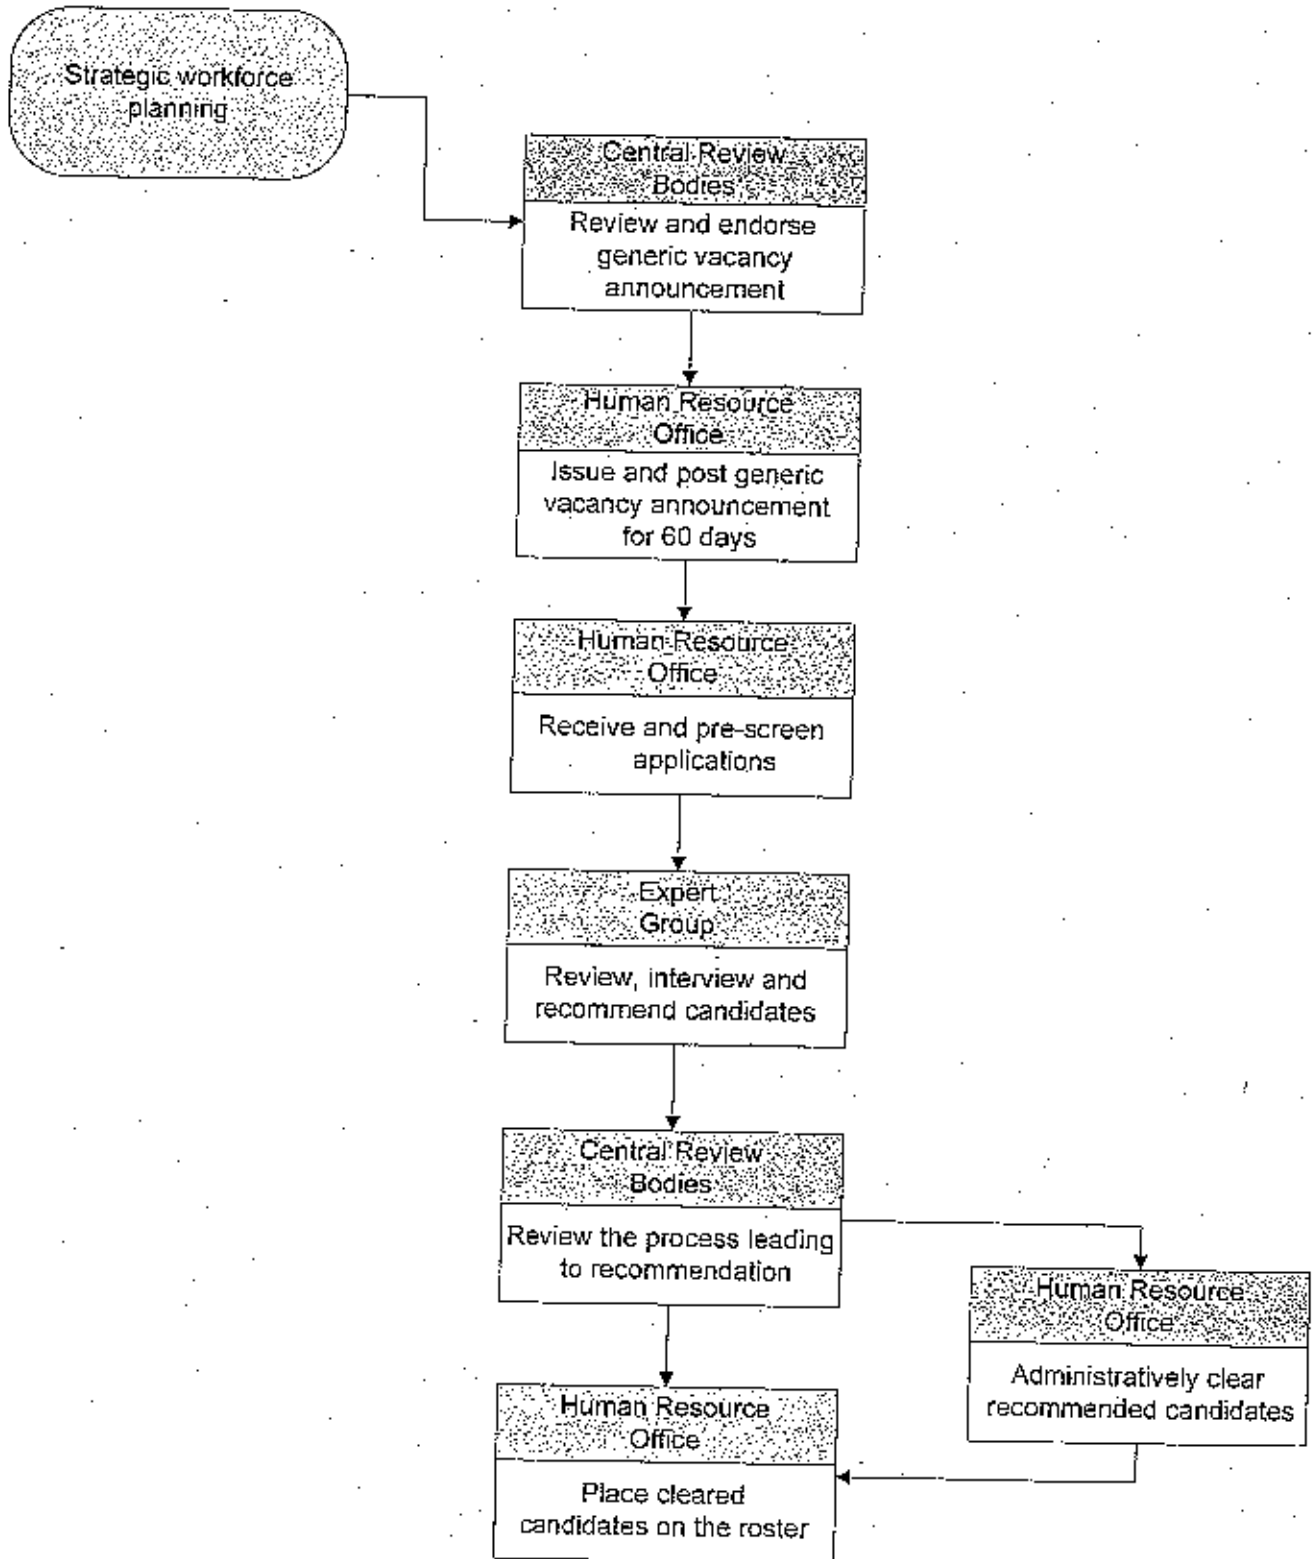 Strategic workforce
planning
Central Review
Bodies
Review and endorse
generic vacancy
announcement
Human Resource
Office
Issue and post generic
vacancy announcement
for 60 days
Human Resource
Office
Receive and pre-screen
applications
Expert
Group
Review, interview and
recommend candidates
Central Review
Bodies
Review the process leading
to recommendation
Human Resource
Office
Administratively clear
recommended candidates
Human Resource
Office
Place cleared
candidates on the roster